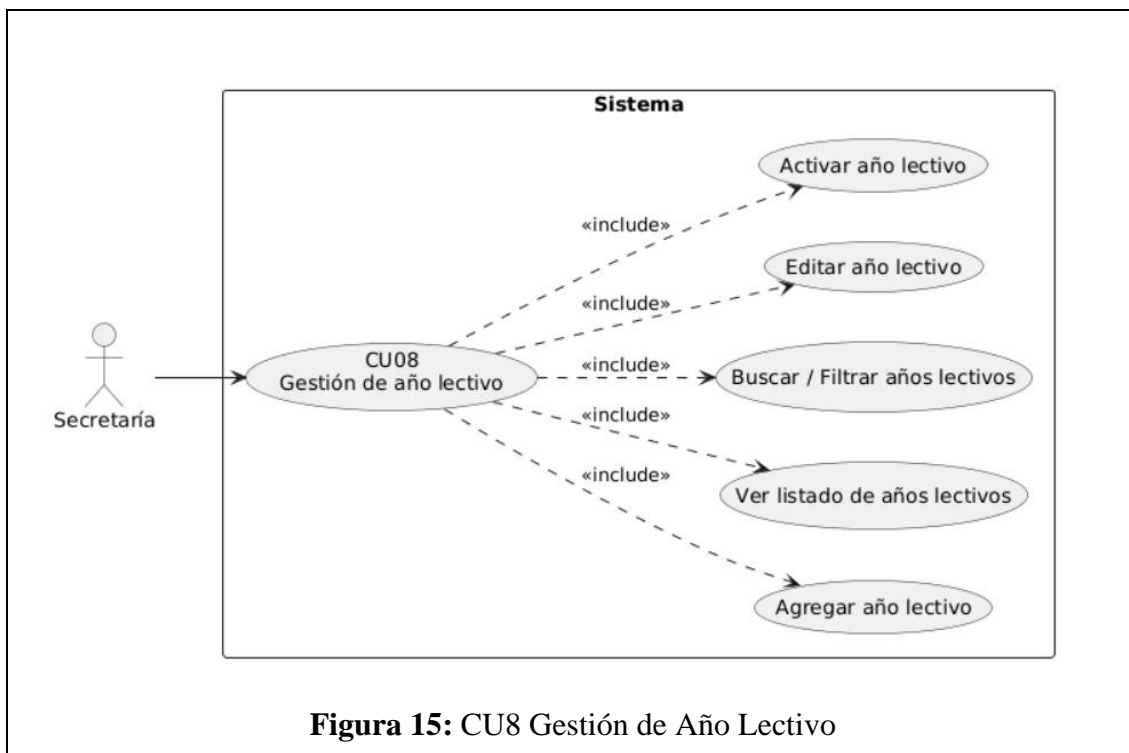 Sistema
Activar año lectivo
«include»
Editar año lectivo
«include»
CU08
Gestión de año lectivo
«include»
Buscar / Filtrar años lectivos
Secretaría
«include»
Ver listado de años lectivos
«include»
Agregar año lectivo
Figura 15: CU8 Gestión de Año Lectivo